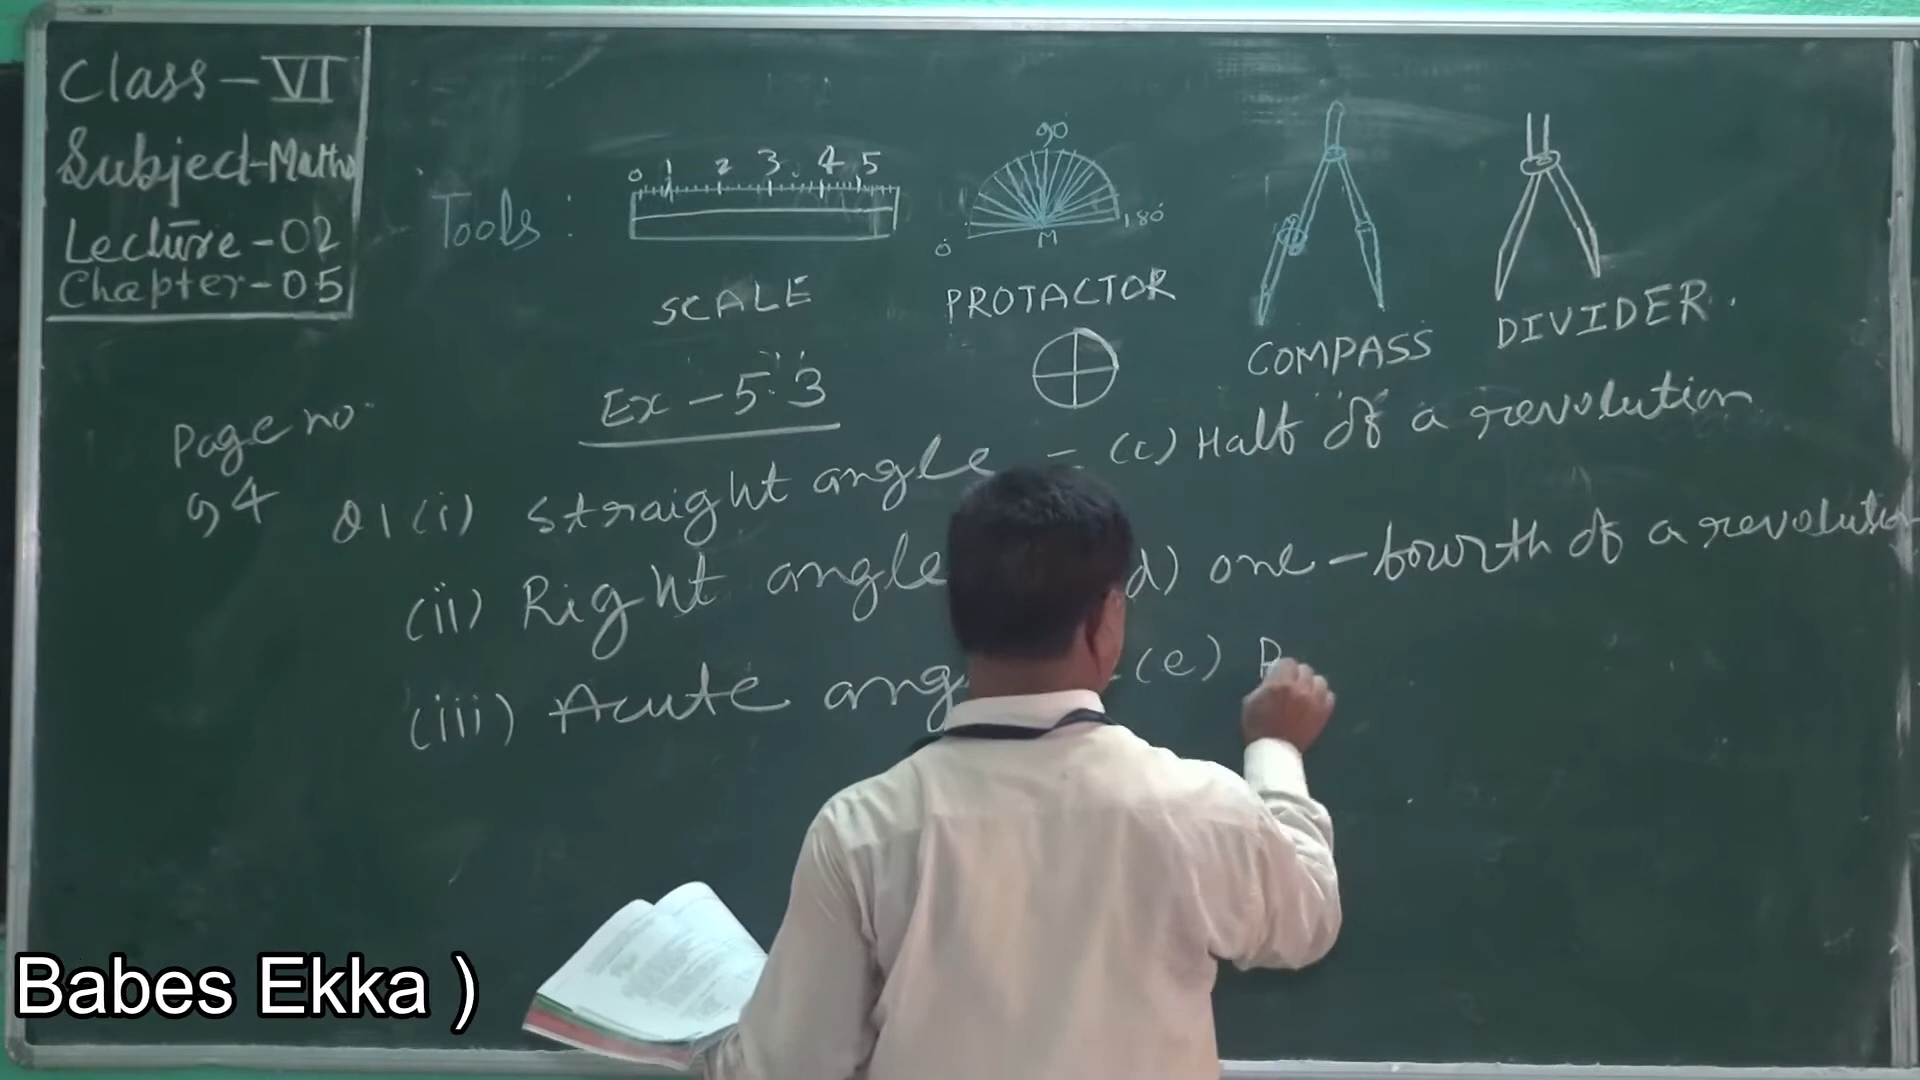 Class - VI
Subject - Maths
Lecture - 02
Chapter - 05
Tools :
0 1 2 3 4 5
SCALE
90°
0° 180°
M
PROTACTOR
COMPASS
DIVIDER.
Page no.
94
Ex - 5.3
Q1 (i) Straight angle - (c) Half of a revolution
(ii) Right angle d) one-fourth of a revolution
(iii) Acute ang - (e)
Babes Ekka )